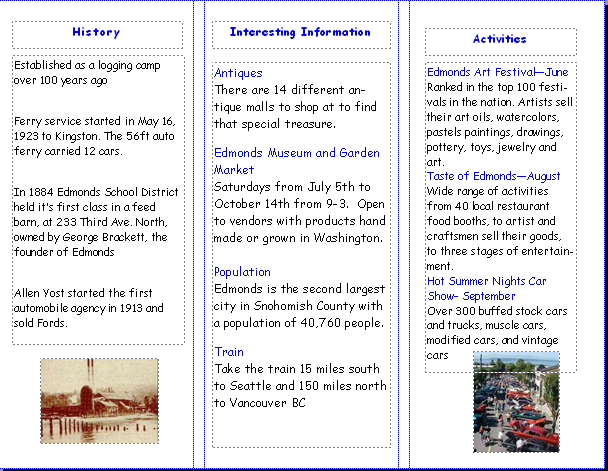 History
Established as a logging camp
over 100 years ago
Ferry service started in May 16,
1923 to Kingston. The 56ft auto
ferry carried 12 cars.
In 1884 Edmonds School District
held it's first class in a feed
barn, at 233 Third Ave. North,
owned by George Brackett, the
founder of Edmonds
Allen Yost started the first
automobile agency in 1913 and
sold Fords.
Interesting Information
Antiques
There are 14 different an-
tique malls to shop at to find
that special treasure.
Edmonds Museum and Garden
Market
Saturdays from July 5th to
October 14th from 9-3. Open
to vendors with products hand
made or grown in Washington.
Population
Edmonds is the second largest
city in Snohomish County with
a population of 40,760 people.
Train
Take the train 15 miles south
to Seattle and 150 miles north
to Vancouver BC
Activities
Edmonds Art Festival—June
Ranked in the top 100 festi-
vals in the nation. Artists sell
their art oils, watercolors,
pastels paintings, drawings,
pottery, toys, jewelry and
art.
Taste of Edmonds—August
Wide range of activities
from 40 local restaurant
food booths, to artist and
craftsmen sell their goods,
to three stages of entertain-
ment.
Hot Summer Nights Car
Show- September
Over 300 buffed stock cars
and trucks, muscle cars,
modified cars, and vintage
cars